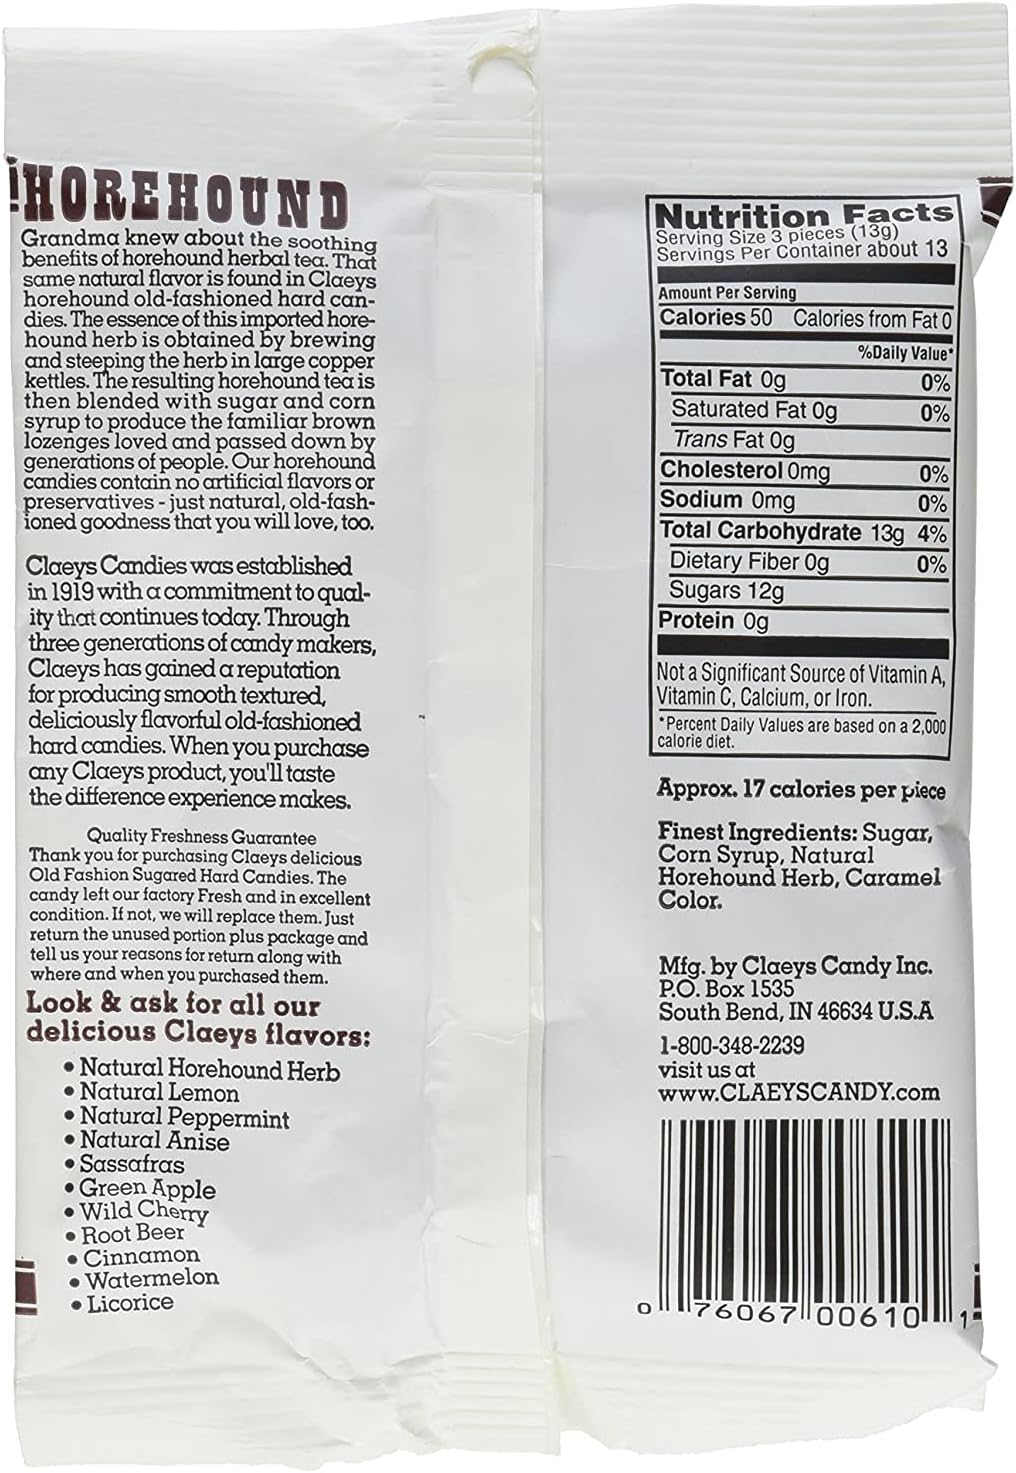 HOREHOUND
Grandma knew about the soothing
benefits of horehound herbal tea. That
same natural flavor is found in Claeys
horehound old-fashioned hard can-
dies. The essence of this imported hore-
hound herb is obtained by brewing
and steeping the herb in large copper
kettles. The resulting horehound tea is
then blended with sugar and corn
syrup to produce the familiar brown
lozenges loved and passed down by
generations of people. Our horehound
candies contain no artificial flavors or
preservatives - just natural, old-fash-
ioned goodness that you will love, too.
Claeys Candies was established
in 1919 with a commitment to qual-
ity that continues today. Through
three generations of candy makers,
Claeys has gained a reputation
for producing smooth textured,
deliciously flavorful old-fashioned
hard candies. When you purchase
any Claeys product, you'll taste
the difference experience makes.
Quality Freshness Guarantee
Thank you for purchasing Claeys delicious
Old Fashion Sugared Hard Candies. The
candy left our factory Fresh and in excellent
condition. If not, we will replace them. Just
return the unused portion plus package and
tell us your reasons for return along with
where and when you purchased them.
Look & ask for all our
delicious Claeys flavors:
• Natural Horehound Herb
• Natural Lemon
• Natural Peppermint
• Natural Anise
• Sassafras
• Green Apple
• Wild Cherry
• Root Beer
• Cinnamon
• Watermelon
• Licorice
Nutrition Facts
Serving Size 3 pieces (13g)
Servings Per Container about 13
Amount Per Serving
Calories 50 Calories from Fat 0
%Daily Value*
Total Fat 0g 0%
Saturated Fat 0g 0%
Trans Fat 0g
Cholesterol 0mg 0%
Sodium 0mg 0%
Total Carbohydrate 13g 4%
Dietary Fiber 0g 0%
Sugars 12g
Protein 0g
Not a Significant Source of Vitamin A,
Vitamin C, Calcium, or Iron.
*Percent Daily Values are based on a 2,000
calorie diet.
Approx. 17 calories per piece
Finest Ingredients: Sugar,
Corn Syrup, Natural
Horehound Herb, Caramel
Color.
Mfg. by Claeys Candy Inc.
P.O. Box 1535
South Bend, IN 46634 U.S.A
1-800-348-2239
visit us at
www.CLAEYSCANDY.com
0 76067 00610 1